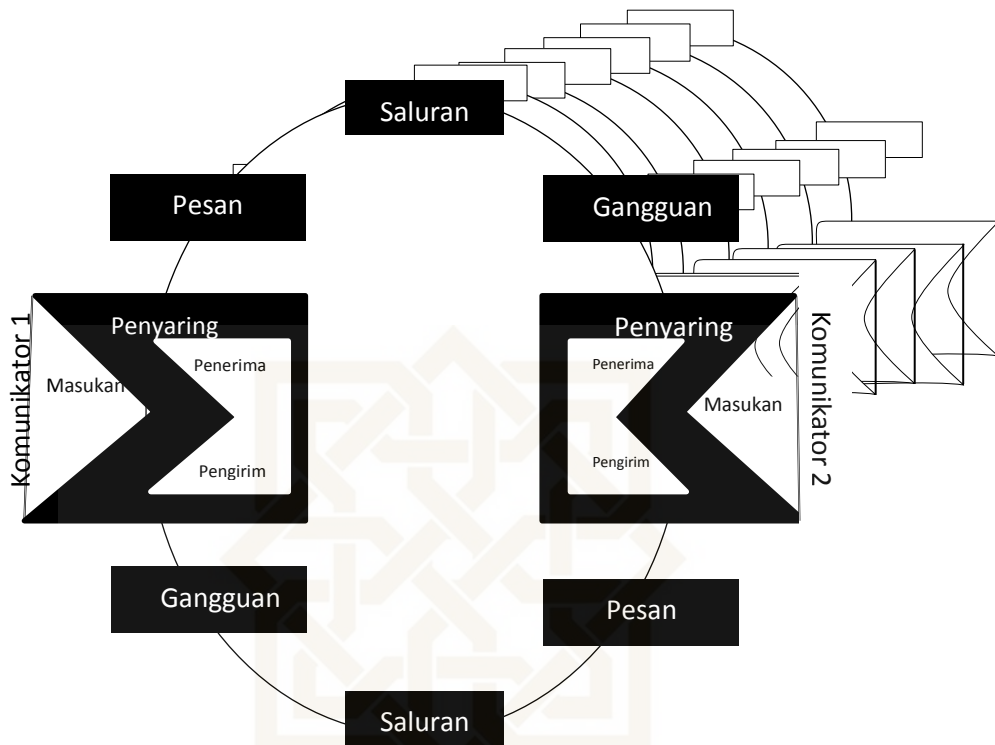 Saluran
Pesan
Gangguan
Komunikator 1
Penyaring
Masukan
Penerima
Pengirim
Penyaring
Penerima
Masukan
Pengirim
Komunikator 2
Gangguan
Pesan
Saluran